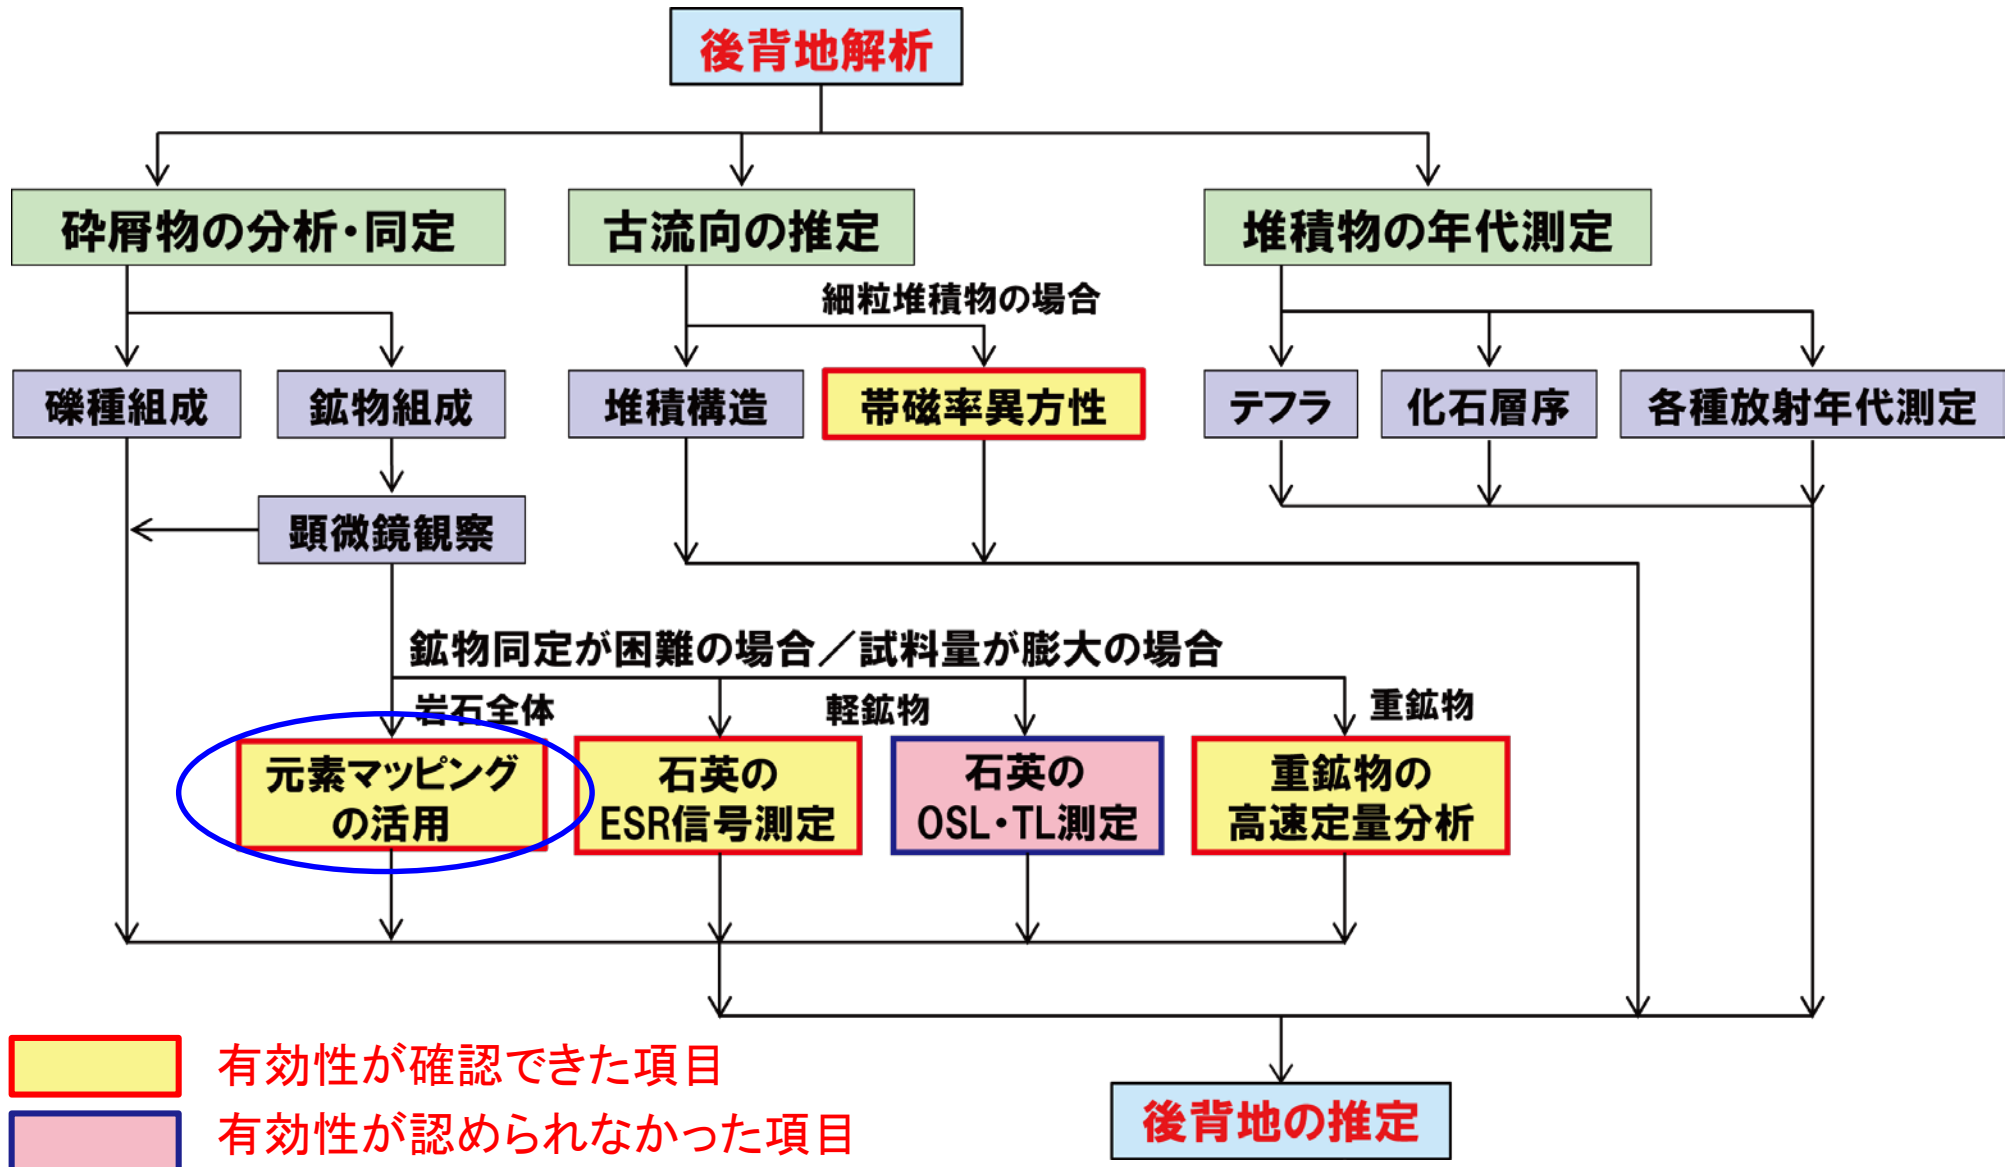 後背地解析
砕屑物の分析・同定
古流向の推定
堆積物の年代測定
細粒堆積物の場合
礫種組成
鉱物組成
堆積構造
帯磁率異方性
テフラ
化石層序
各種放射年代測定
顕微鏡観察
鉱物同定が困難の場合／試料量が膨大の場合
岩石全体
軽鉱物
重鉱物
元素マッピング
の活用
石英の
ESR信号測定
石英の
OSL・TL測定
重鉱物の
高速定量分析
有効性が確認できた項目
有効性が認められなかった項目
後背地の推定